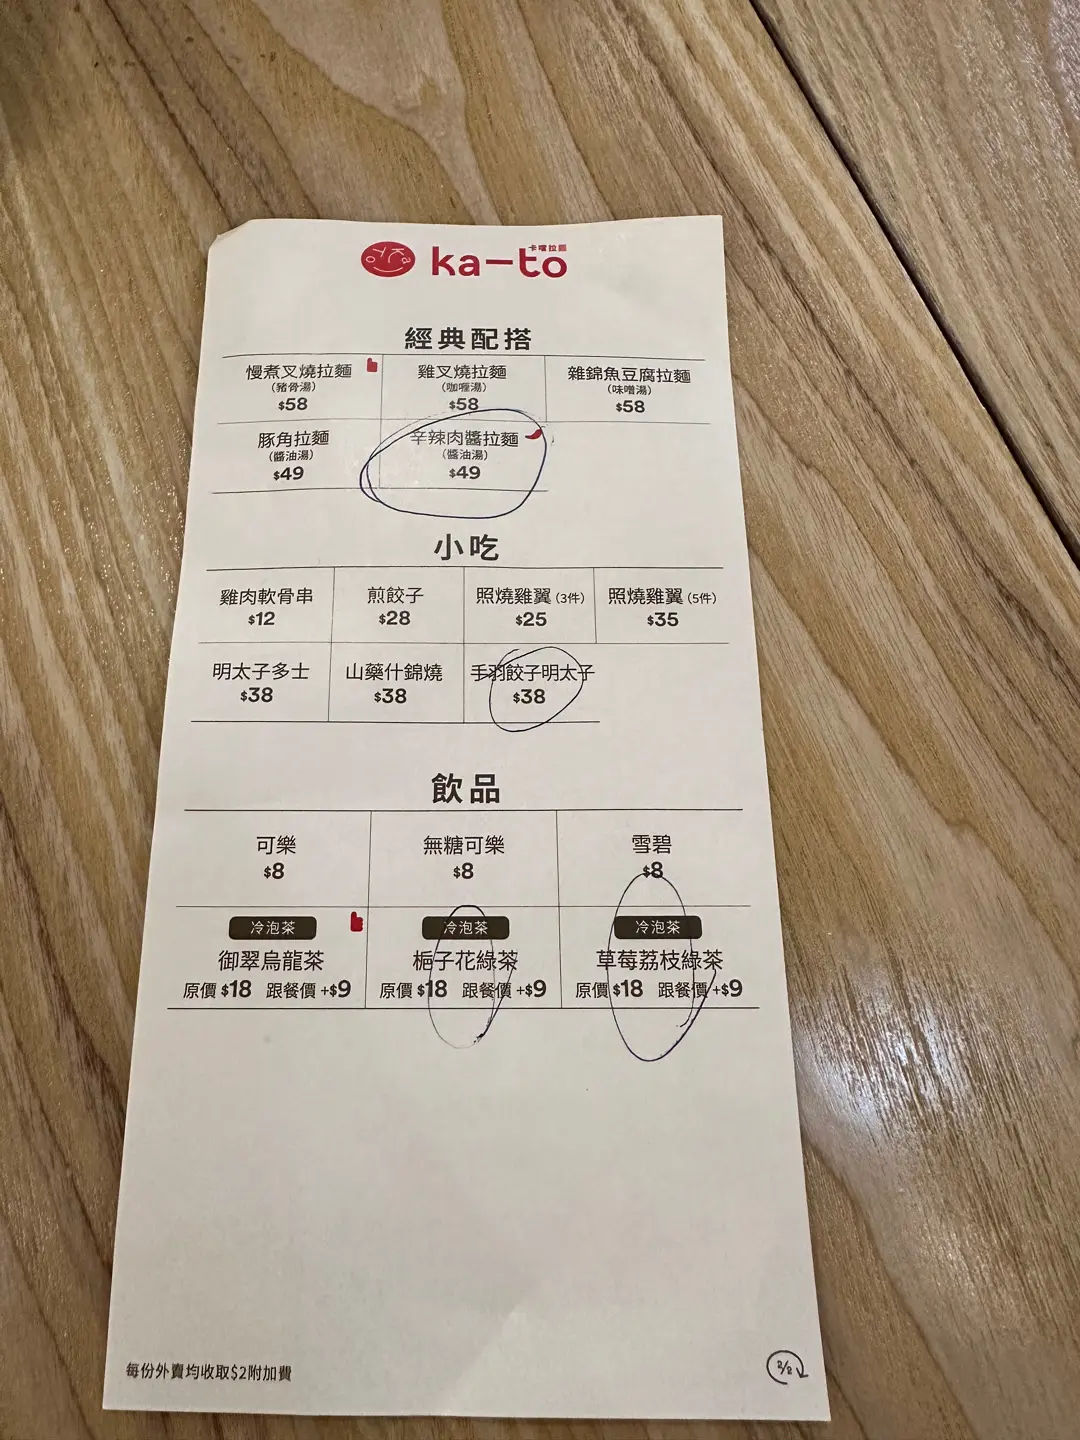 卡嚕拉麵
ka-to
經典配搭
慢煮叉燒拉麵
(豬骨湯)
$58
雞叉燒拉麵
(咖喱湯)
$58
雜錦魚豆腐拉麵
(味噌湯)
$58
豚角拉麵
(醬油湯)
$49
辛辣肉醬拉麵
(醬油湯)
$49
小吃
雞肉軟骨串
$12
煎餃子
$28
照燒雞翼 (3件)
$25
照燒雞翼 (5件)
$35
明太子多士
$38
山藥什錦燒
$38
手羽餃子明太子
$38
飲品
可樂
$8
無糖可樂
$8
雪碧
$8
冷泡茶
御翠烏龍茶
原價 $18 跟餐價 +$9
冷泡茶
梔子花綠茶
原價 $18 跟餐價 +$9
冷泡茶
草莓荔枝綠茶
原價 $18 跟餐價 +$9
每份外賣均收取$2附加費